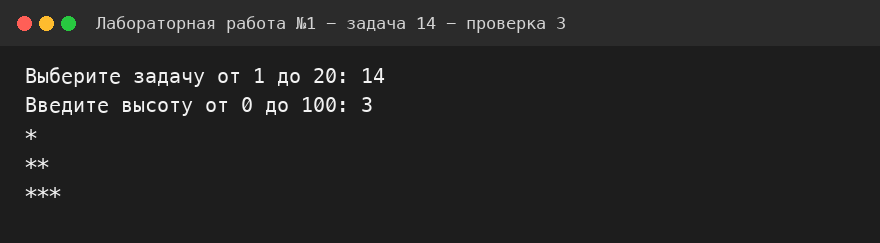 Лабораторная работа №1 — задача 14 — проверка 3
Выберите задачу от 1 до 20: 14
Введите высоту от 0 до 100: 3
*
**
***